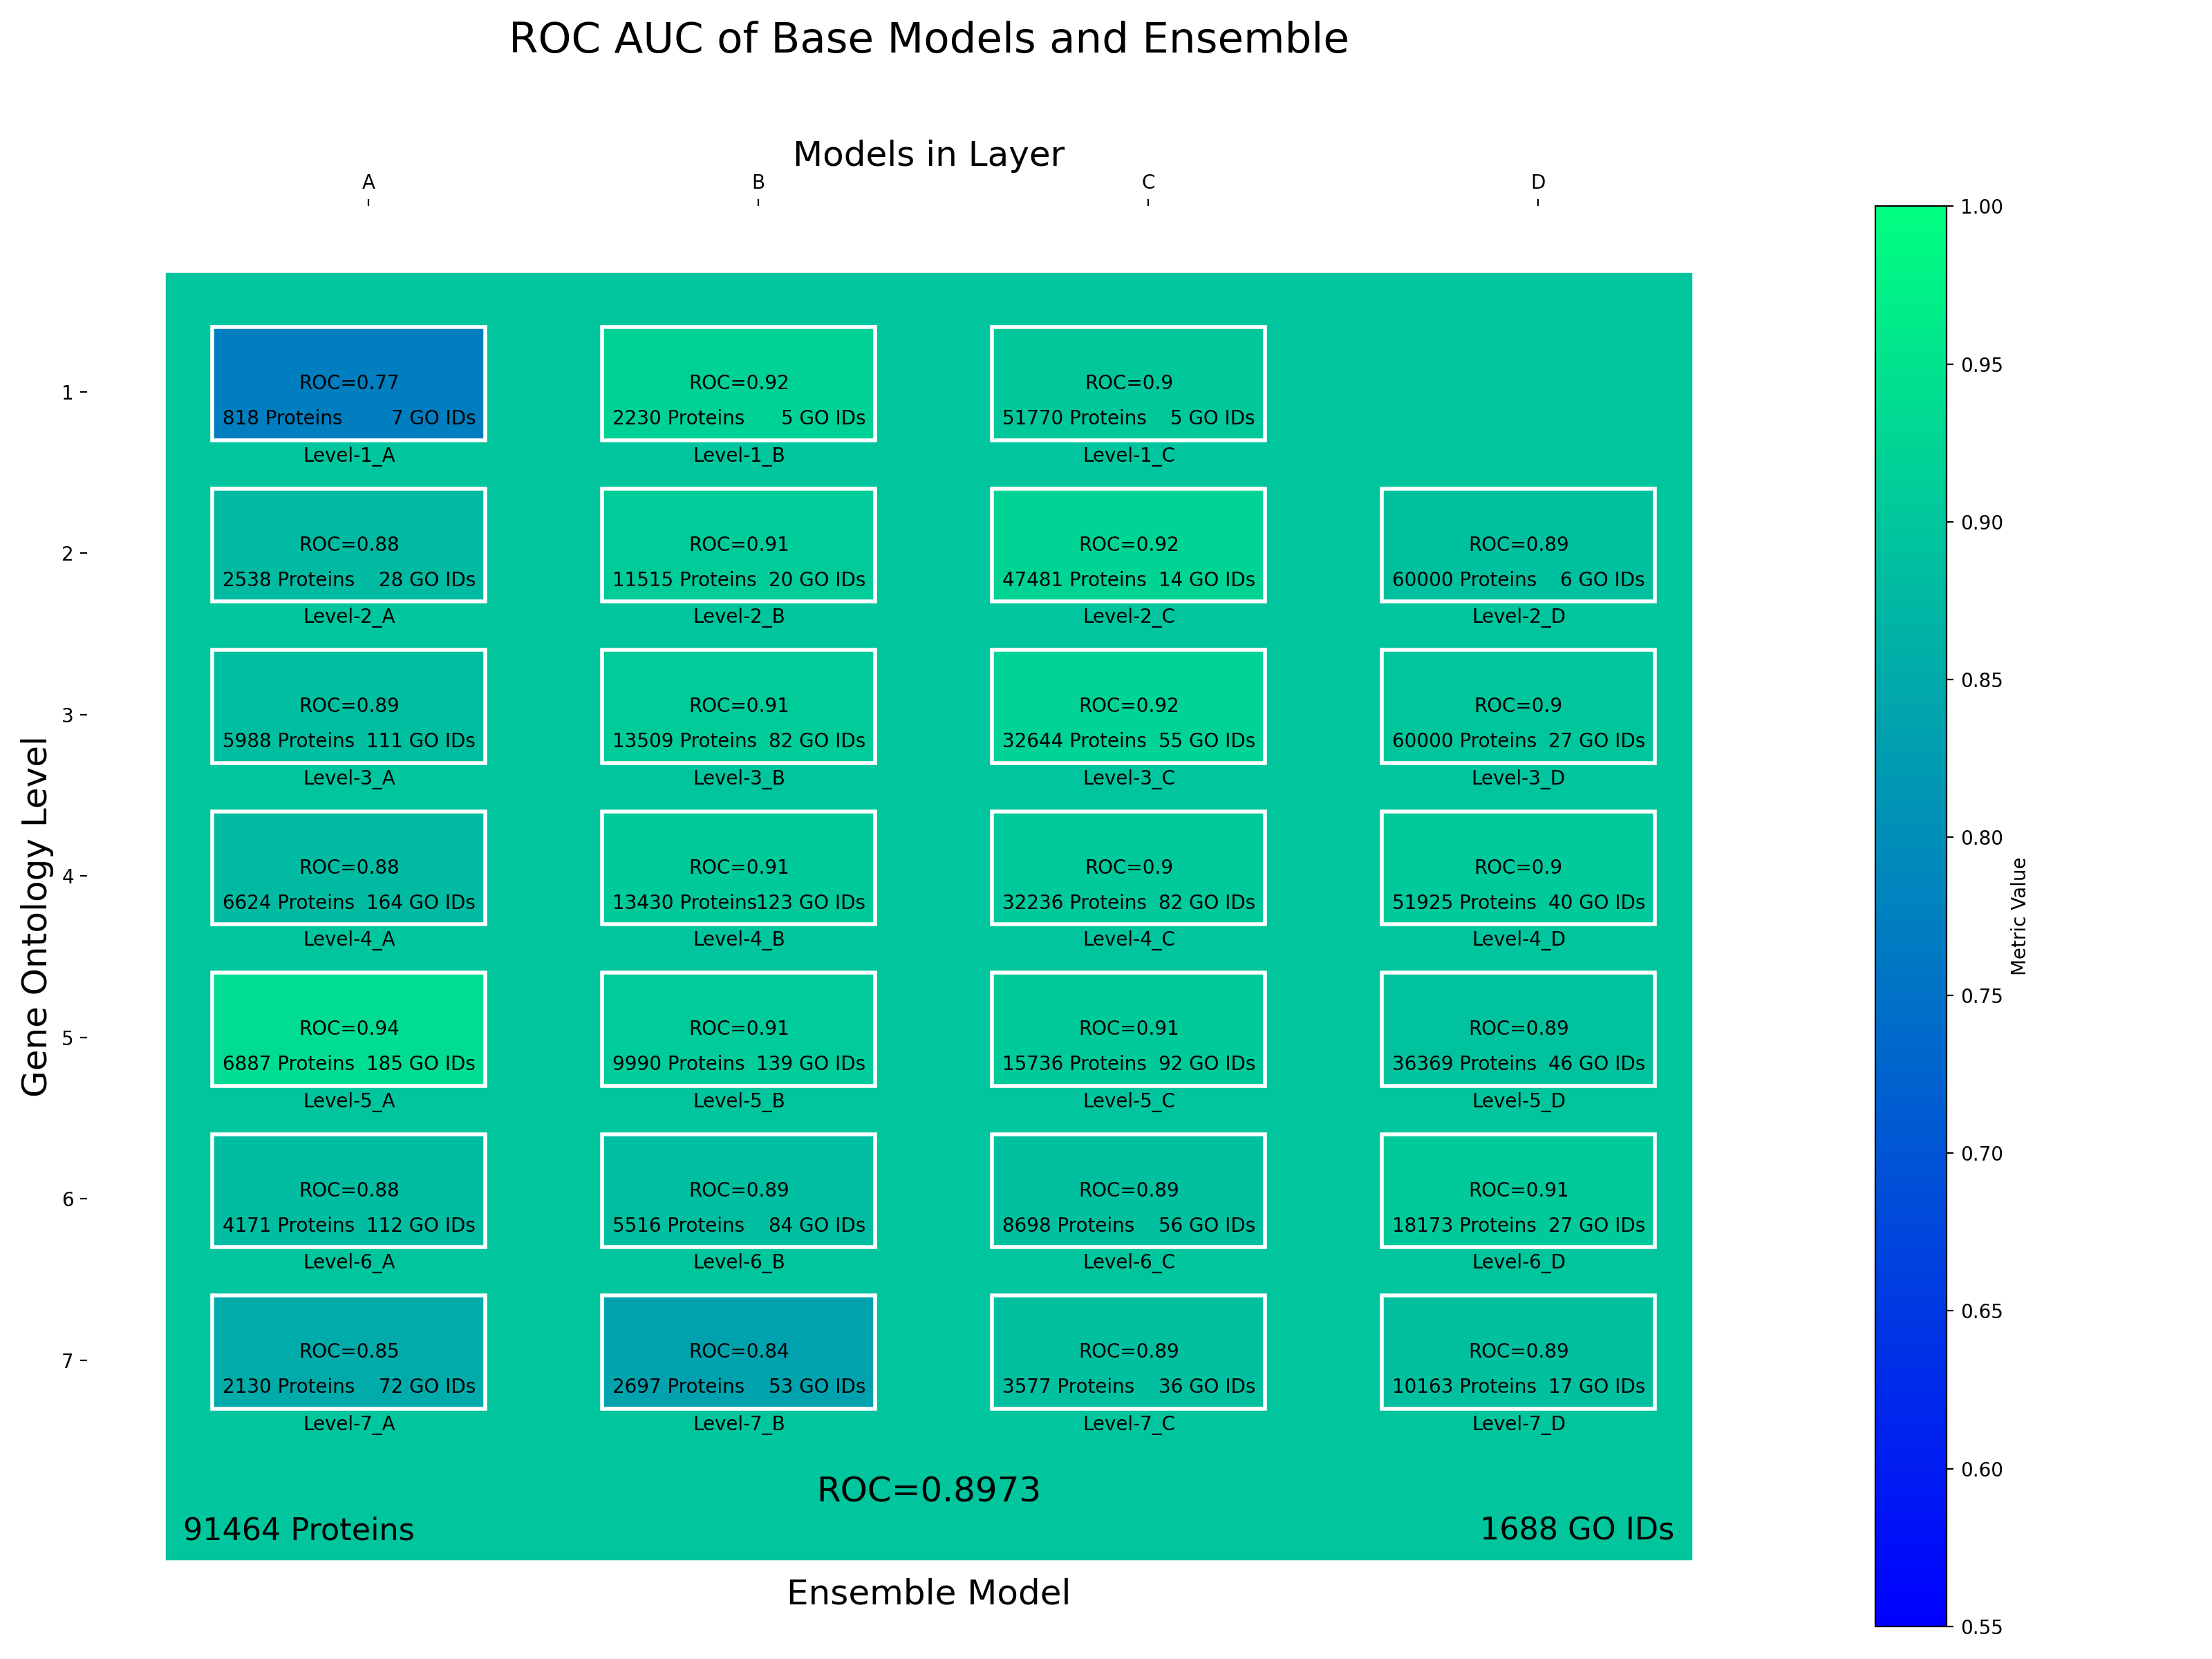 ROC AUC of Base Models and Ensemble
Models in Layer
A B C D
1.00
0.95
0.90
0.85
0.80
0.75
0.70
0.65
0.60
0.55
Metric Value
Gene Ontology Level
1
ROC=0.77 ROC=0.92 ROC=0.9
818 Proteins 7 GO IDs 2230 Proteins 5 GO IDs 51770 Proteins 5 GO IDs
Level-1_A Level-1_B Level-1_C
2
ROC=0.88 ROC=0.91 ROC=0.92 ROC=0.89
2538 Proteins 28 GO IDs 11515 Proteins 20 GO IDs 47481 Proteins 14 GO IDs 60000 Proteins 6 GO IDs
Level-2_A Level-2_B Level-2_C Level-2_D
3
ROC=0.89 ROC=0.91 ROC=0.92 ROC=0.9
5988 Proteins 111 GO IDs 13509 Proteins 82 GO IDs 32644 Proteins 55 GO IDs 60000 Proteins 27 GO IDs
Level-3_A Level-3_B Level-3_C Level-3_D
4
ROC=0.88 ROC=0.91 ROC=0.9 ROC=0.9
6624 Proteins 164 GO IDs 13430 Proteins 123 GO IDs 32236 Proteins 82 GO IDs 51925 Proteins 40 GO IDs
Level-4_A Level-4_B Level-4_C Level-4_D
5
ROC=0.94 ROC=0.91 ROC=0.91 ROC=0.89
6887 Proteins 185 GO IDs 9990 Proteins 139 GO IDs 15736 Proteins 92 GO IDs 36369 Proteins 46 GO IDs
Level-5_A Level-5_B Level-5_C Level-5_D
6
ROC=0.88 ROC=0.89 ROC=0.89 ROC=0.91
4171 Proteins 112 GO IDs 5516 Proteins 84 GO IDs 8698 Proteins 56 GO IDs 18173 Proteins 27 GO IDs
Level-6_A Level-6_B Level-6_C Level-6_D
7
ROC=0.85 ROC=0.84 ROC=0.89 ROC=0.89
2130 Proteins 72 GO IDs 2697 Proteins 53 GO IDs 3577 Proteins 36 GO IDs 10163 Proteins 17 GO IDs
Level-7_A Level-7_B Level-7_C Level-7_D
ROC=0.8973
91464 Proteins 1688 GO IDs
Ensemble Model